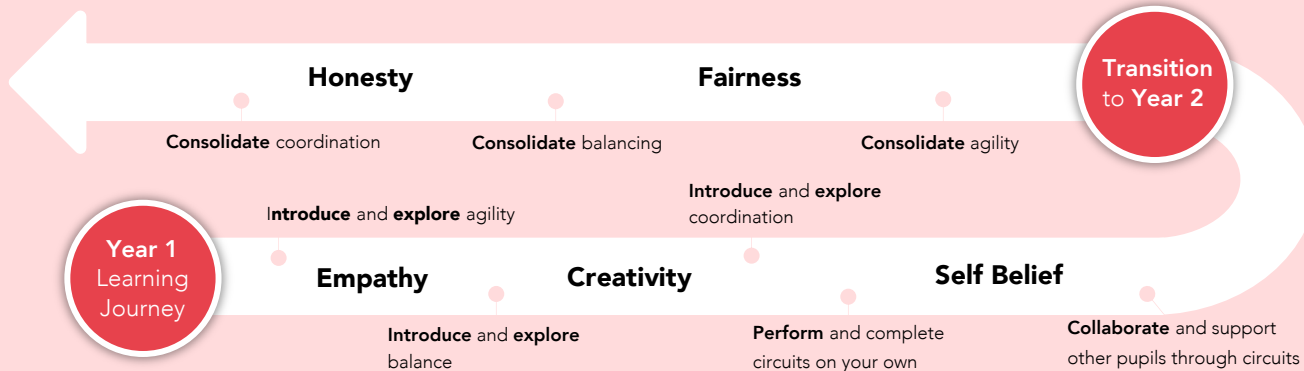 Honesty
Fairness
Transition
to Year 2
Consolidate coordination
Consolidate balancing
Consolidate agility
Introduce and explore
coordination
Introduce and explore agility
Year 1
Learning
Journey
Empathy
Creativity
Self Belief
Introduce and explore
balance
Perform and complete
circuits on your own
Collaborate and support
other pupils through circuits